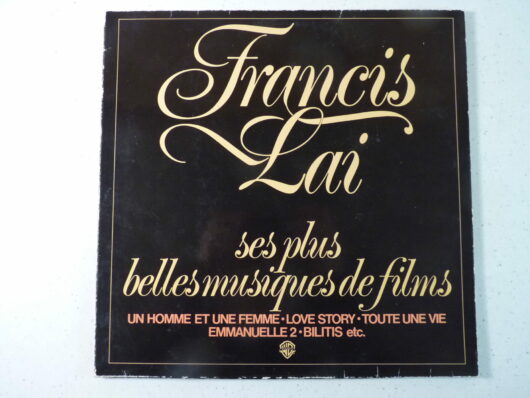 Francis
Lai
ses plus
belles musiques de films
UN HOMME ET UNE FEMME • LOVE STORY • TOUTE UNE VIE
EMMANUELLE 2 • BILITIS etc.